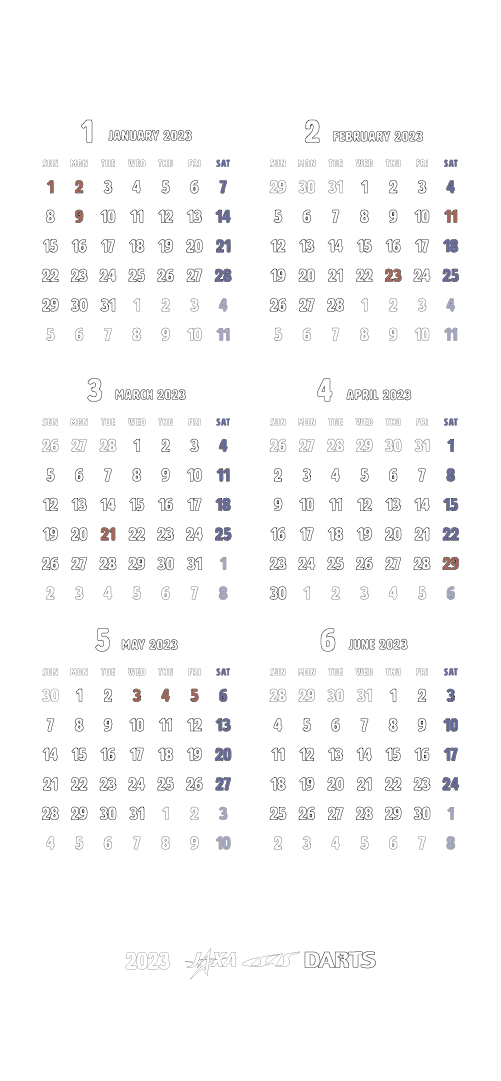 1 JANUARY 2023
SUN MON TUE WED THU FRI SAT
1 2 3 4 5 6 7
8 9 10 11 12 13 14
15 16 17 18 19 20 21
22 23 24 25 26 27 28
29 30 31 1 2 3 4
5 6 7 8 9 10 11
2 FEBRUARY 2023
SUN MON TUE WED THU FRI SAT
29 30 31 1 2 3 4
5 6 7 8 9 10 11
12 13 14 15 16 17 18
19 20 21 22 23 24 25
26 27 28 1 2 3 4
5 6 7 8 9 10 11
3 MARCH 2023
SUN MON TUE WED THU FRI SAT
26 27 28 1 2 3 4
5 6 7 8 9 10 11
12 13 14 15 16 17 18
19 20 21 22 23 24 25
26 27 28 29 30 31 1
2 3 4 5 6 7 8
4 APRIL 2023
SUN MON TUE WED THU FRI SAT
26 27 28 29 30 31 1
2 3 4 5 6 7 8
9 10 11 12 13 14 15
16 17 18 19 20 21 22
23 24 25 26 27 28 29
30 1 2 3 4 5 6
5 MAY 2023
SUN MON TUE WED THU FRI SAT
30 1 2 3 4 5 6
7 8 9 10 11 12 13
14 15 16 17 18 19 20
21 22 23 24 25 26 27
28 29 30 31 1 2 3
4 5 6 7 8 9 10
6 JUNE 2023
SUN MON TUE WED THU FRI SAT
28 29 30 31 1 2 3
4 5 6 7 8 9 10
11 12 13 14 15 16 17
18 19 20 21 22 23 24
25 26 27 28 29 30 1
2 3 4 5 6 7 8
2023 JAXA DARTS